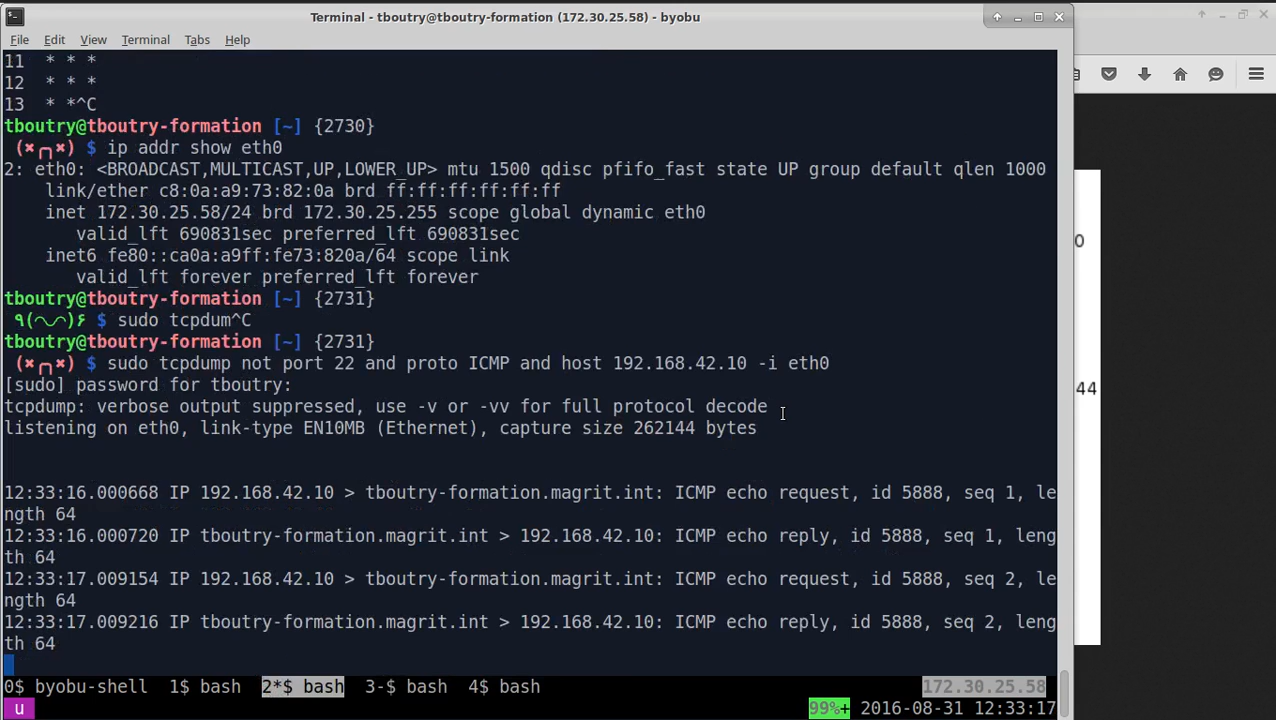 Terminal - tboutry@tboutry-formation (172.30.25.58) - byobu
File Edit View Terminal Tabs Help
11  * * *
12  * * *
13  * *^C
tboutry@tboutry-formation [~] {2730}
(✖╭╮✖) $ ip addr show eth0
2: eth0: <BROADCAST,MULTICAST,UP,LOWER_UP> mtu 1500 qdisc pfifo_fast state UP group default qlen 1000
link/ether c8:0a:a9:73:82:0a brd ff:ff:ff:ff:ff:ff
inet 172.30.25.58/24 brd 172.30.25.255 scope global dynamic eth0
valid_lft 690831sec preferred_lft 690831sec
inet6 fe80::ca0a:a9ff:fe73:820a/64 scope link
valid_lft forever preferred_lft forever
tboutry@tboutry-formation [~] {2731}
٩(◠◡◠)۶ $ sudo tcpdum^C
tboutry@tboutry-formation [~] {2731}
(✖╭╮✖) $ sudo tcpdump not port 22 and proto ICMP and host 192.168.42.10 -i eth0
[sudo] password for tboutry:
tcpdump: verbose output suppressed, use -v or -vv for full protocol decode
listening on eth0, link-type EN10MB (Ethernet), capture size 262144 bytes
12:33:16.000668 IP 192.168.42.10 > tboutry-formation.magrit.int: ICMP echo request, id 5888, seq 1, le
ngth 64
12:33:16.000720 IP tboutry-formation.magrit.int > 192.168.42.10: ICMP echo reply, id 5888, seq 1, leng
th 64
12:33:17.009154 IP 192.168.42.10 > tboutry-formation.magrit.int: ICMP echo request, id 5888, seq 2, le
ngth 64
12:33:17.009216 IP tboutry-formation.magrit.int > 192.168.42.10: ICMP echo reply, id 5888, seq 2, leng
th 64
0$ byobu-shell 1$ bash 2*$ bash 3-$ bash 4$ bash 172.30.25.58
u 99%+ 2016-08-31 12:33:17
0
44